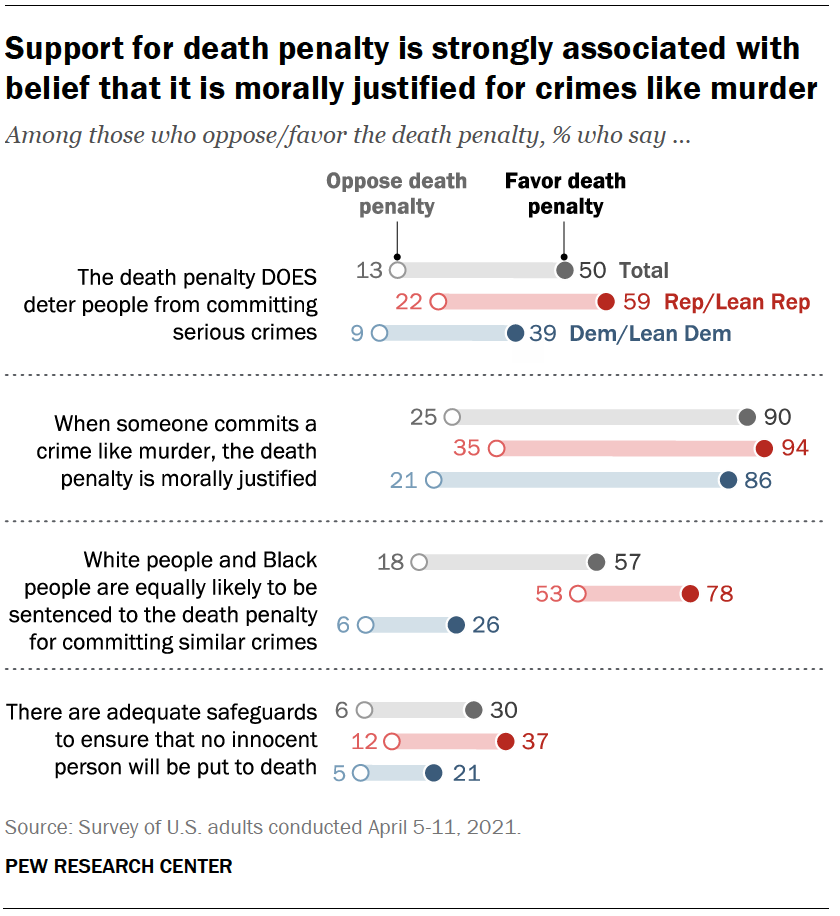 Support for death penalty is strongly associated with
belief that it is morally justified for crimes like murder
Among those who oppose/favor the death penalty, % who say ...
Oppose death
penalty
Favor death
penalty
The death penalty DOES
deter people from committing
serious crimes
13 50 Total
22 59 Rep/Lean Rep
9 39 Dem/Lean Dem
When someone commits a
crime like murder, the death
penalty is morally justified
25 90
35 94
21 86
White people and Black
people are equally likely to be
sentenced to the death penalty
for committing similar crimes
18 57
53 78
6 26
There are adequate safeguards
to ensure that no innocent
person will be put to death
6 30
12 37
5 21
Source: Survey of U.S. adults conducted April 5-11, 2021.
PEW RESEARCH CENTER